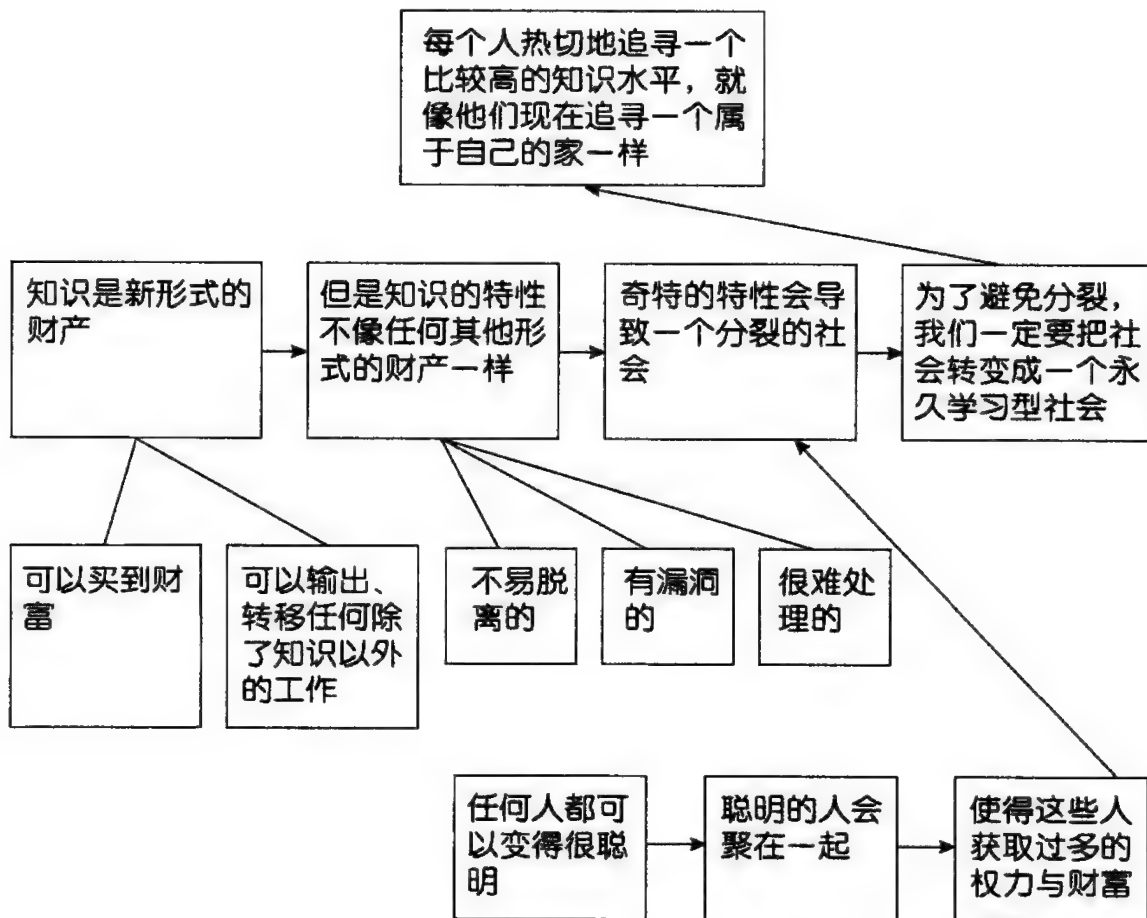 每个人热切地追寻一个
比较高的知识水平，就
像他们现在追寻一个属
于自己的家一样
知识是新形式的
财产
但是知识的特性
不像任何其他形
式的财产一样
奇特的特性会导
致一个分裂的社
会
为了避免分裂，
我们一定要把社
会转变成一个永
久学习型社会
可以买到财
富
可以输出、
转移任何除
了知识以外
的工作
不易脱
离的
有漏洞
的
很难处
理的
任何人都可
以变得很聪
明
聪明的人会
聚在一起
使得这些人
获取过多的
权力与财富